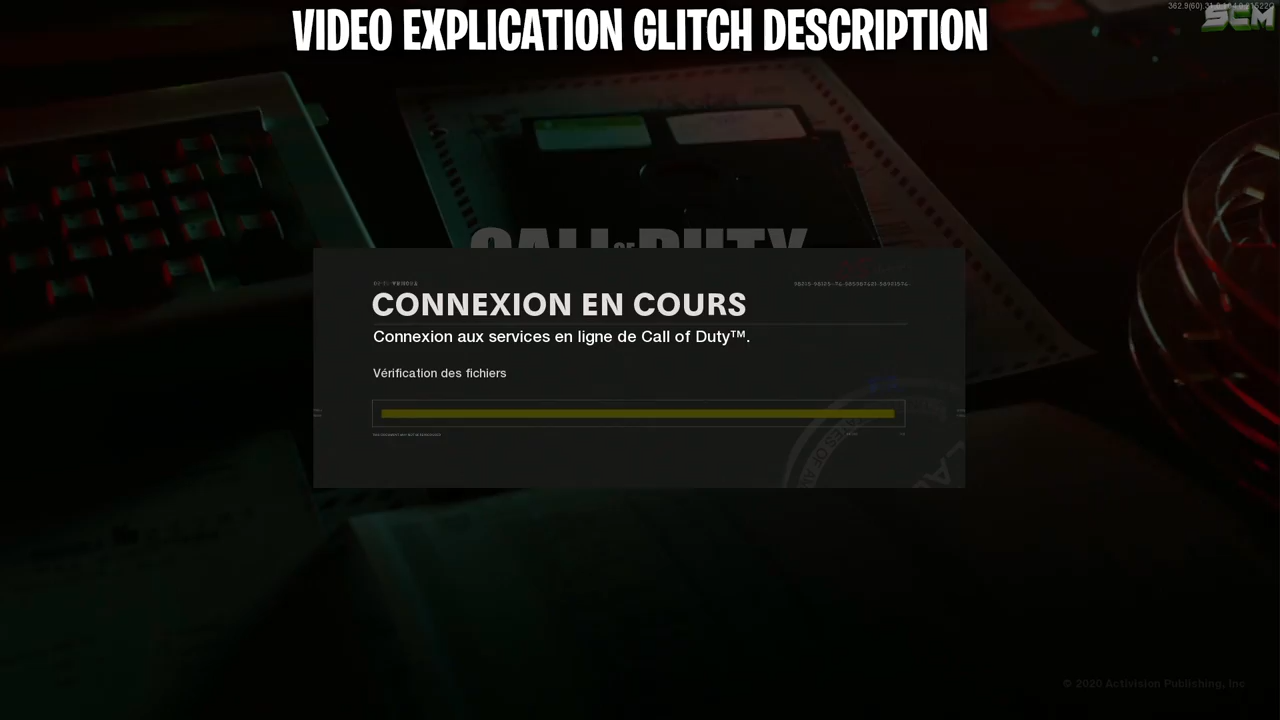 VIDEO EXPLICATION GLITCH DESCRIPTION
SCM
CALL OF DUTY
CONNEXION EN COURS
Connexion aux services en ligne de Call of Duty™.
Vérification des fichiers
© 2020 Activision Publishing, Inc